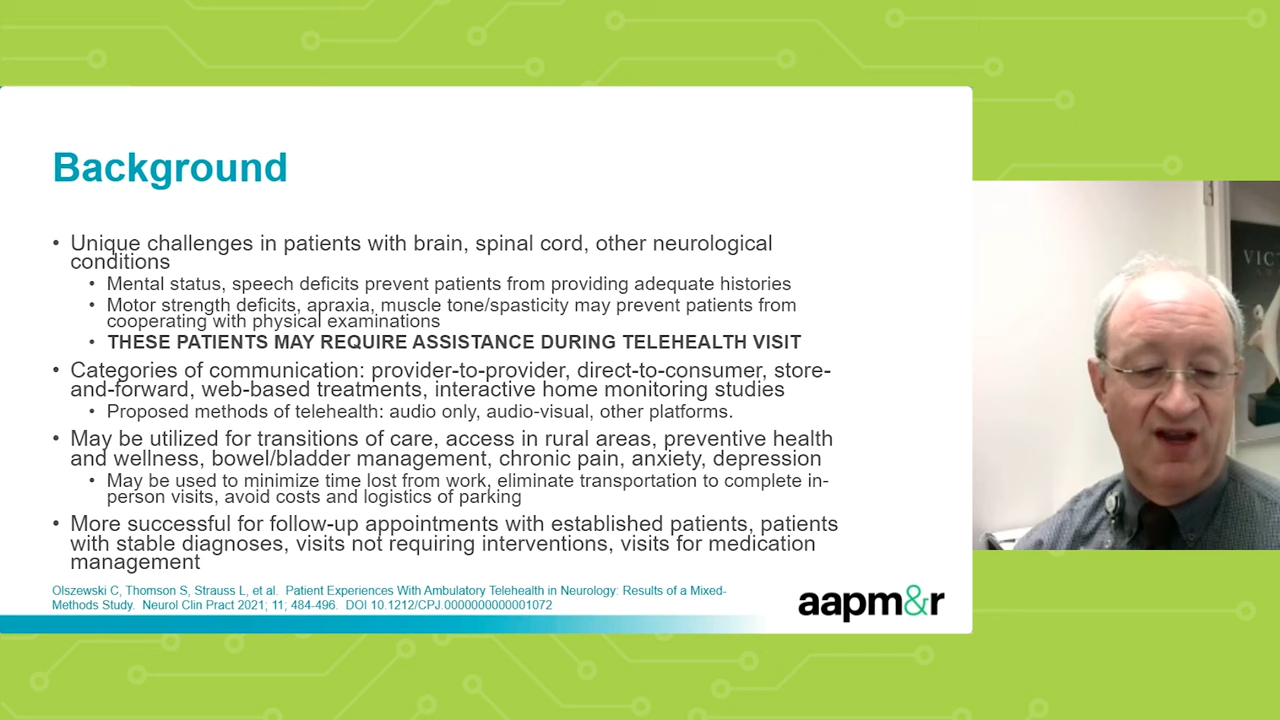 Background
• Unique challenges in patients with brain, spinal cord, other neurological
conditions
• Mental status, speech deficits prevent patients from providing adequate histories
• Motor strength deficits, apraxia, muscle tone/spasticity may prevent patients from
cooperating with physical examinations
• THESE PATIENTS MAY REQUIRE ASSISTANCE DURING TELEHEALTH VISIT
• Categories of communication: provider-to-provider, direct-to-consumer, store-
and-forward, web-based treatments, interactive home monitoring studies
• Proposed methods of telehealth: audio only, audio-visual, other platforms.
• May be utilized for transitions of care, access in rural areas, preventive health
and wellness, bowel/bladder management, chronic pain, anxiety, depression
• May be used to minimize time lost from work, eliminate transportation to complete in-
person visits, avoid costs and logistics of parking
• More successful for follow-up appointments with established patients, patients
with stable diagnoses, visits not requiring interventions, visits for medication
management
Olszewski C, Thomson S, Strauss L, et al. Patient Experiences With Ambulatory Telehealth in Neurology: Results of a Mixed-
Methods Study. Neurol Clin Pract 2021; 11; 484-496. DOI 10.1212/CPJ.0000000000001072
aapm&r
VIC